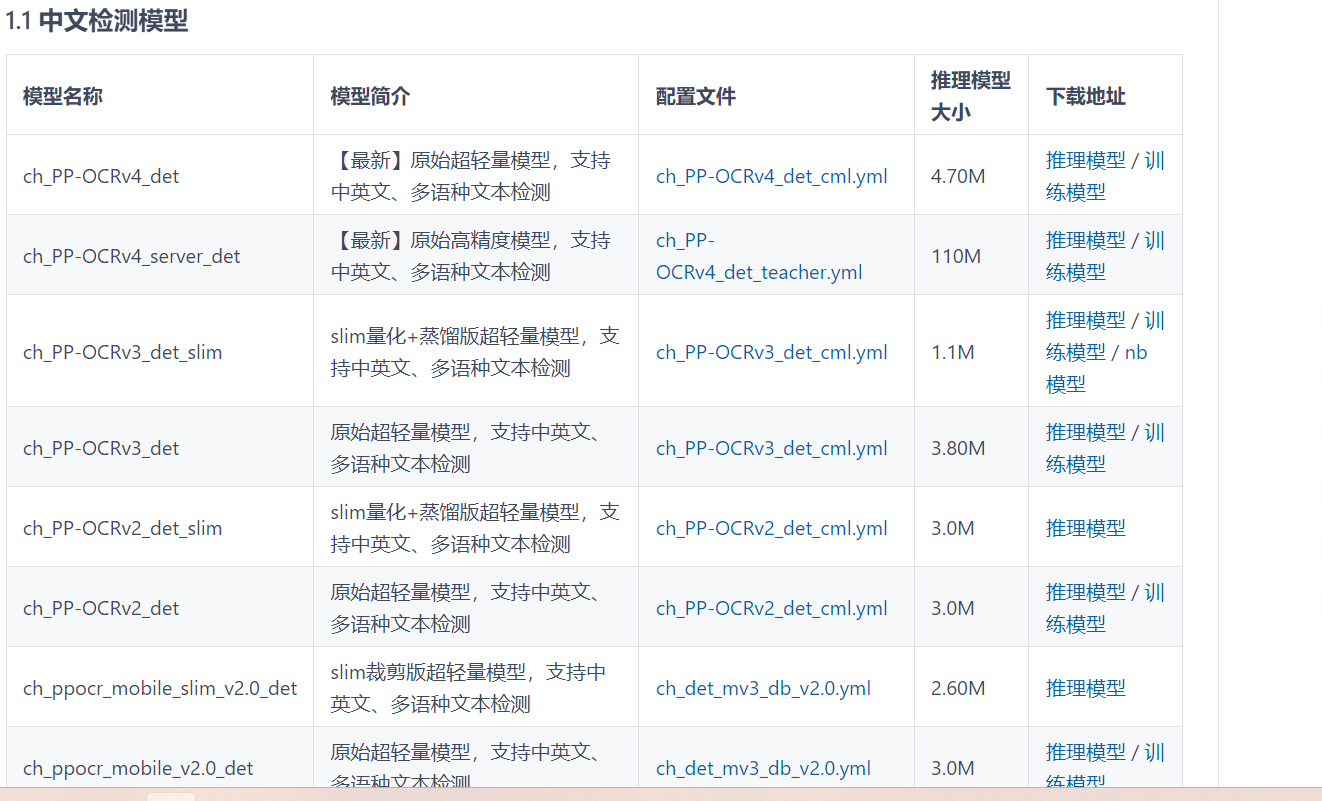 1.1 中文检测模型
模型名称
模型简介
配置文件
推理模型
大小
下载地址
ch_PP-OCRv4_det
【最新】原始超轻量模型，支持
中英文、多语种文本检测
ch_PP-OCRv4_det_cml.yml
4.70M
推理模型 / 训
练模型
ch_PP-OCRv4_server_det
【最新】原始高精度模型，支持
中英文、多语种文本检测
ch_PP-
OCRv4_det_teacher.yml
110M
推理模型 / 训
练模型
ch_PP-OCRv3_det_slim
slim量化+蒸馏版超轻量模型，支
持中英文、多语种文本检测
ch_PP-OCRv3_det_cml.yml
1.1M
推理模型 / 训
练模型 / nb
模型
ch_PP-OCRv3_det
原始超轻量模型，支持中英文、
多语种文本检测
ch_PP-OCRv3_det_cml.yml
3.80M
推理模型 / 训
练模型
ch_PP-OCRv2_det_slim
slim量化+蒸馏版超轻量模型，支
持中英文、多语种文本检测
ch_PP-OCRv2_det_cml.yml
3.0M
推理模型
ch_PP-OCRv2_det
原始超轻量模型，支持中英文、
多语种文本检测
ch_PP-OCRv2_det_cml.yml
3.0M
推理模型 / 训
练模型
ch_ppocr_mobile_slim_v2.0_det
slim裁剪版超轻量模型，支持中
英文、多语种文本检测
ch_det_mv3_db_v2.0.yml
2.60M
推理模型
ch_ppocr_mobile_v2.0_det
原始超轻量模型，支持中英文、
多语种文本检测
ch_det_mv3_db_v2.0.yml
3.0M
推理模型 / 训
练模型